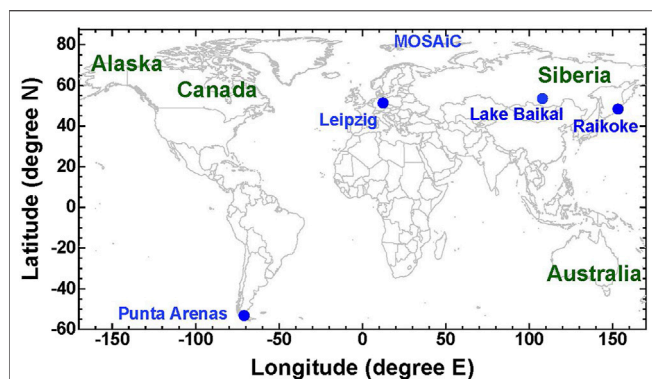 MOSAiC
Alaska
Canada
Siberia
Leipzig
Lake Baikal
Raikoke
Australia
Punta Arenas
Latitude (degree N)
80
60
40
20
0
-20
-40
-60
-150
-100
-50
0
50
100
150
Longitude (degree E)